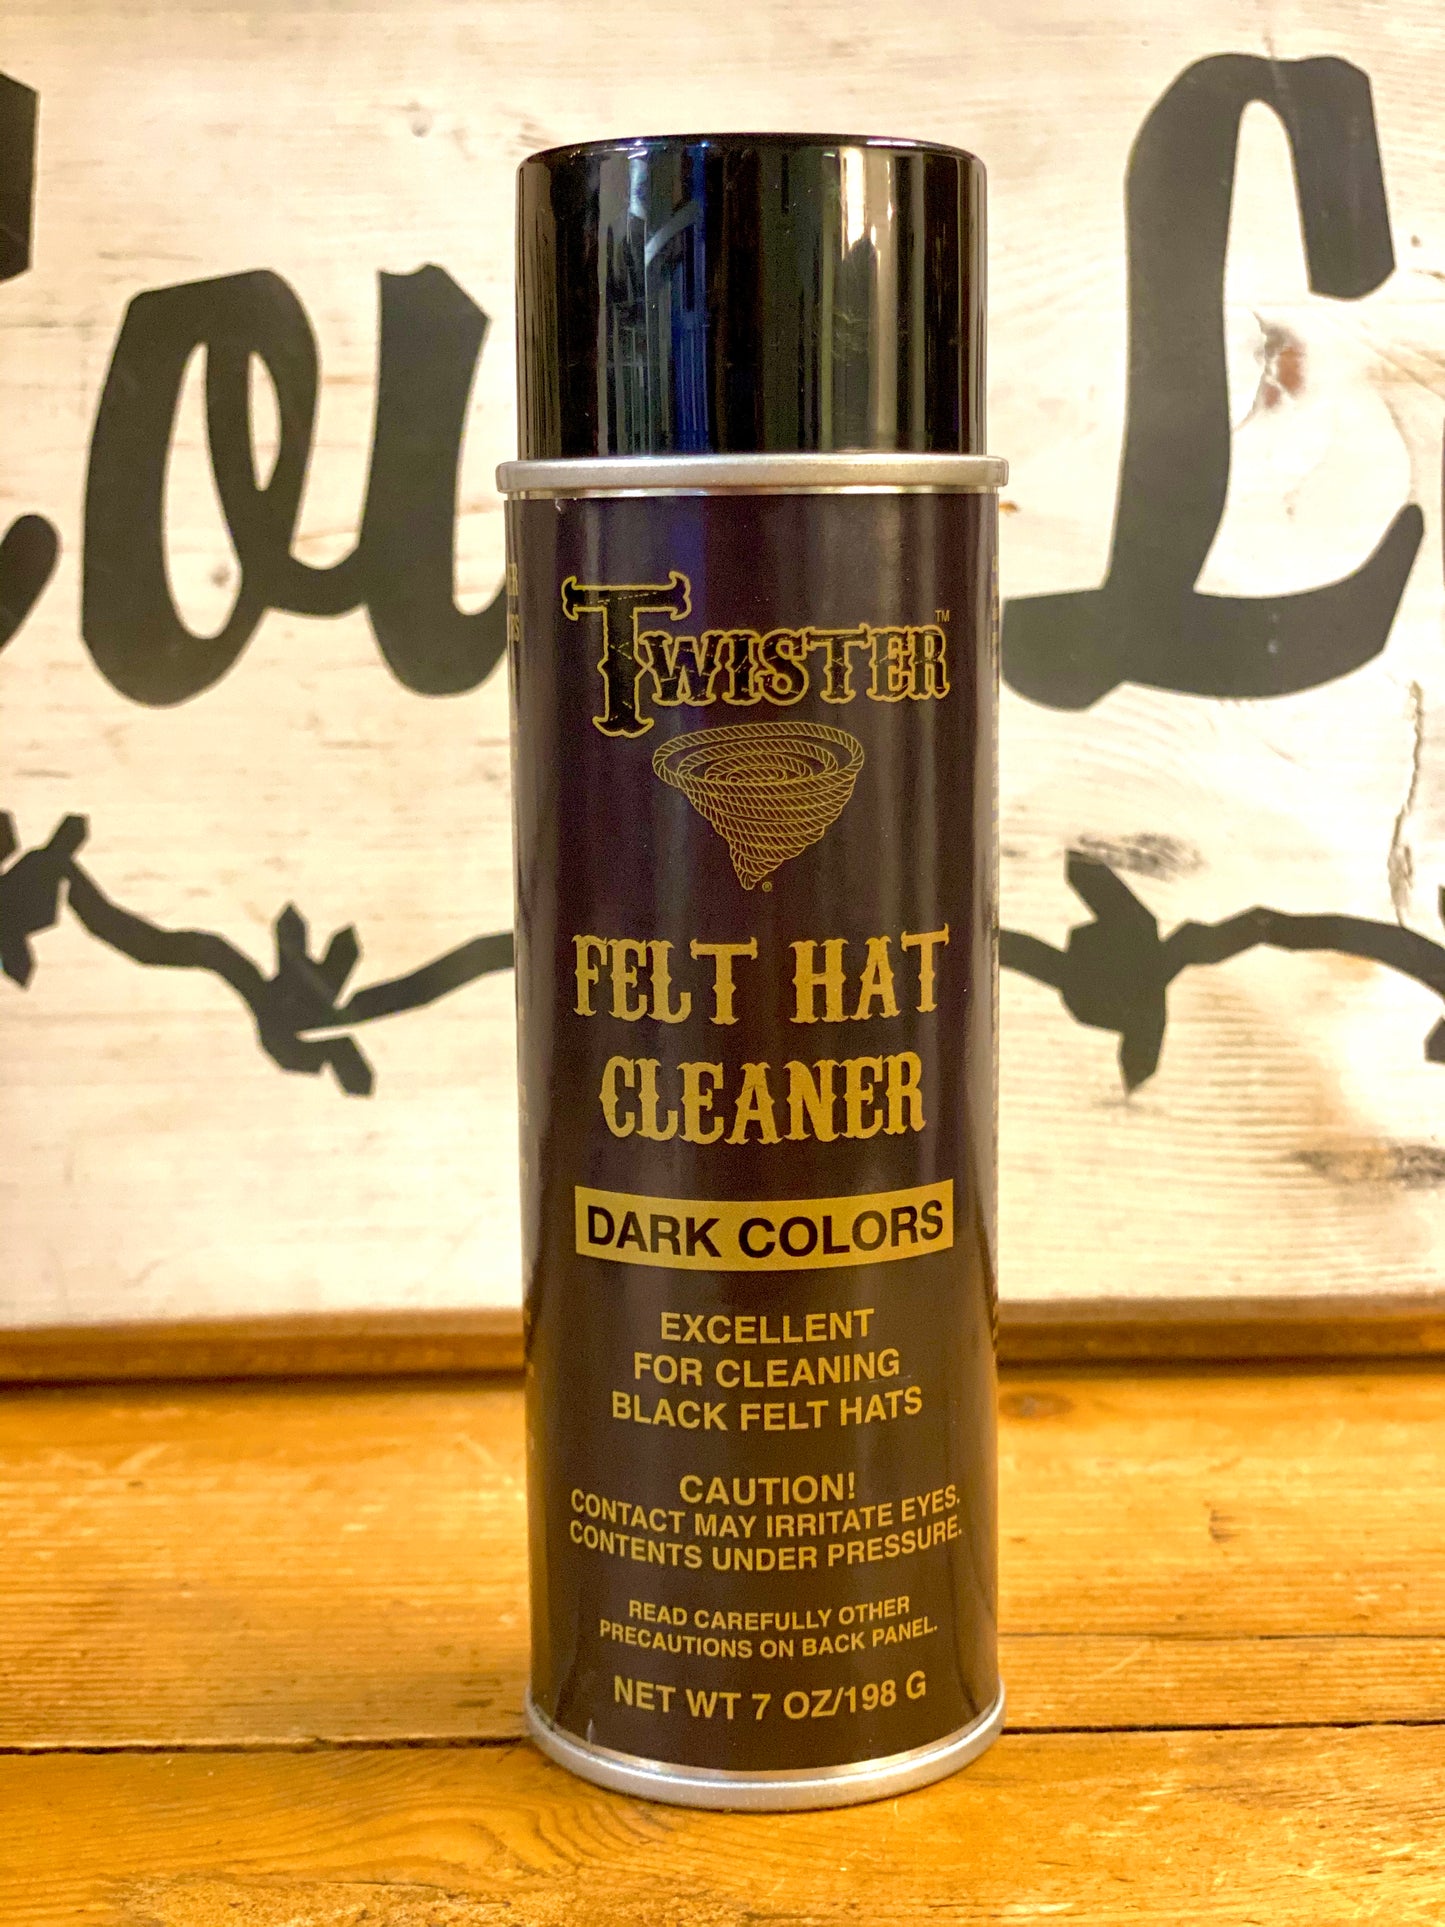 TWISTER™
®
FELT HAT
CLEANER
DARK COLORS
EXCELLENT
FOR CLEANING
BLACK FELT HATS
CAUTION!
CONTACT MAY IRRITATE EYES.
CONTENTS UNDER PRESSURE.
READ CAREFULLY OTHER
PRECAUTIONS ON BACK PANEL.
NET WT 7 OZ/198 G